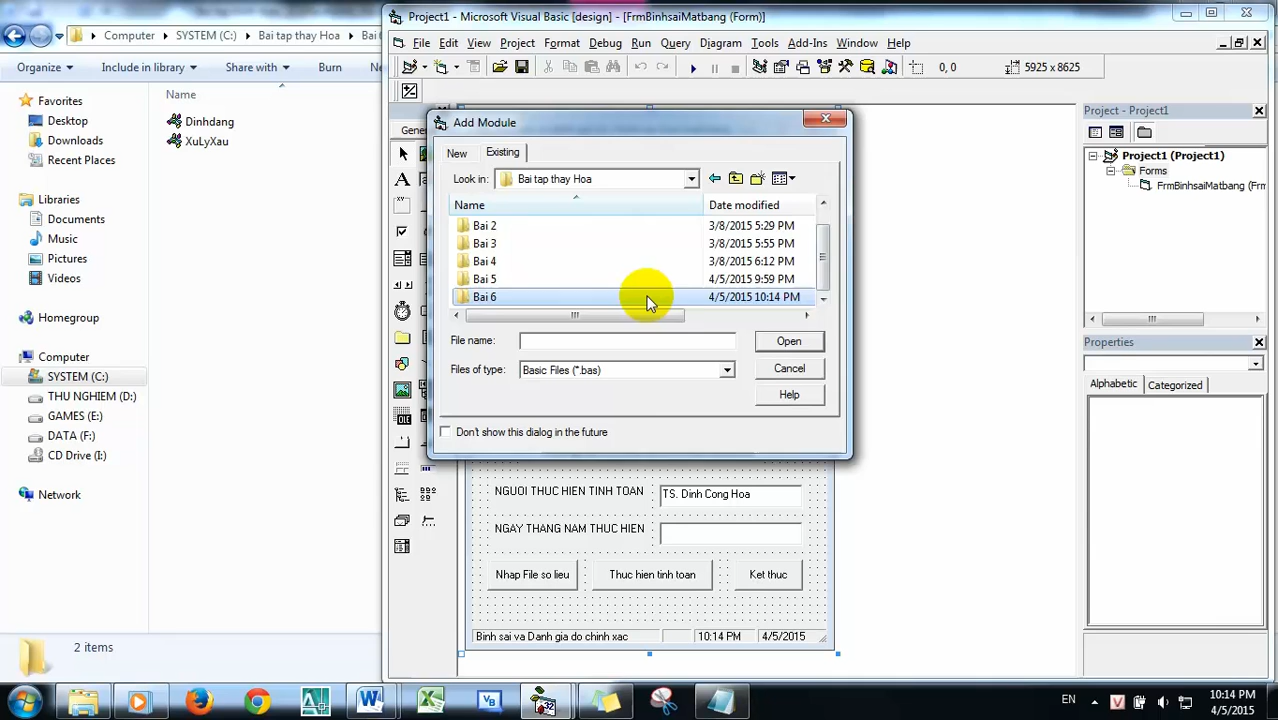 Computer ▸ SYSTEM (C:) ▸ Bai tap thay Hoa ▸
Organize
Include in library
Share with
Burn
Favorites
Desktop
Downloads
Recent Places
Libraries
Documents
Music
Pictures
Videos
Homegroup
Computer
SYSTEM (C:)
THU NGHIEM (D:)
GAMES (E:)
DATA (F:)
CD Drive (I:)
Network
Name
Dinhdang
XuLyXau
2 items
Project1 - Microsoft Visual Basic [design] - [FrmBinhsaiMatbang (Form)]
File Edit View Project Format Debug Run Query Diagram Tools Add-Ins Window Help
0, 0
5925 x 8625
Add Module
New
Existing
Look in: Bai tap thay Hoa
Name Date modified
Bai 2 3/8/2015 5:29 PM
Bai 3 3/8/2015 5:55 PM
Bai 4 3/8/2015 6:12 PM
Bai 5 4/5/2015 9:59 PM
Bai 6 4/5/2015 10:14 PM
File name: Open
Files of type: Basic Files (*.bas) Cancel
Help
Don't show this dialog in the future
NGUOI THUC HIEN TINH TOAN TS. Dinh Cong Hoa
NGAY THANG NAM THUC HIEN
Nhap File so lieu Thuc hien tinh toan Ket thuc
Binh sai va Danh gia do chinh xac 10:14 PM 4/5/2015
Project - Project1
Project1 (Project1)
Forms
FrmBinhsaiMatbang (Frm
Properties
Alphabetic Categorized
EN
10:14 PM
4/5/2015